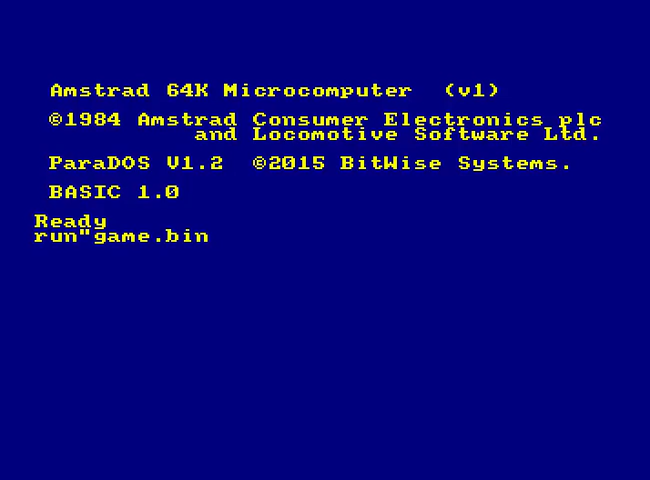 Amstrad 64K Microcomputer  (v1)
©1984 Amstrad Consumer Electronics plc
and Locomotive Software Ltd.
ParaDOS V1.2  ©2015 BitWise Systems.
BASIC 1.0
Ready
run"game.bin